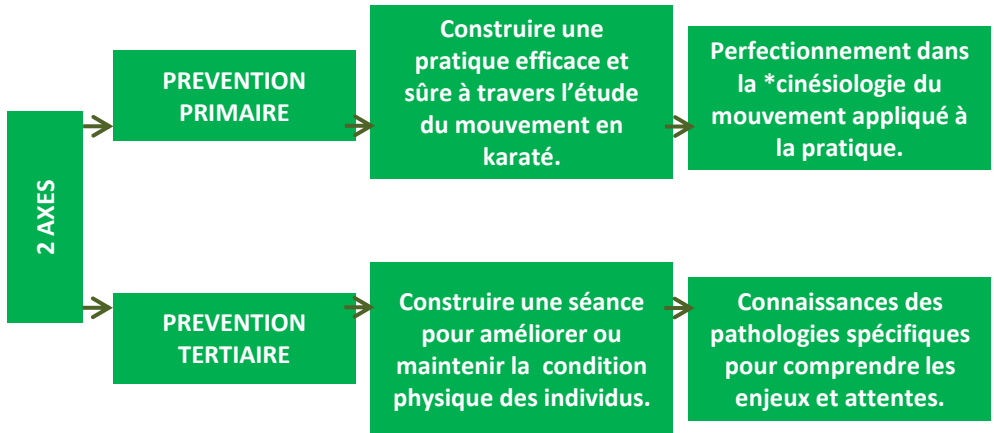 2 AXES
PREVENTION
PRIMAIRE
Construire une
pratique efficace et
sûre à travers l’étude
du mouvement en
karaté.
Perfectionnement dans
la *cinésiologie du
mouvement appliqué à
la pratique.
PREVENTION
TERTIAIRE
Construire une séance
pour améliorer ou
maintenir la condition
physique des individus.
Connaissances des
pathologies spécifiques
pour comprendre les
enjeux et attentes.